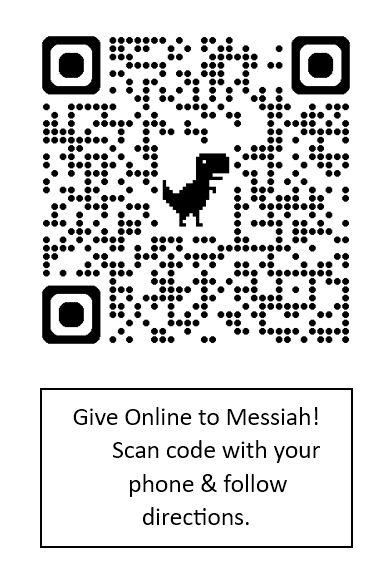 Give Online to Messiah!
Scan code with your
phone & follow
directions.